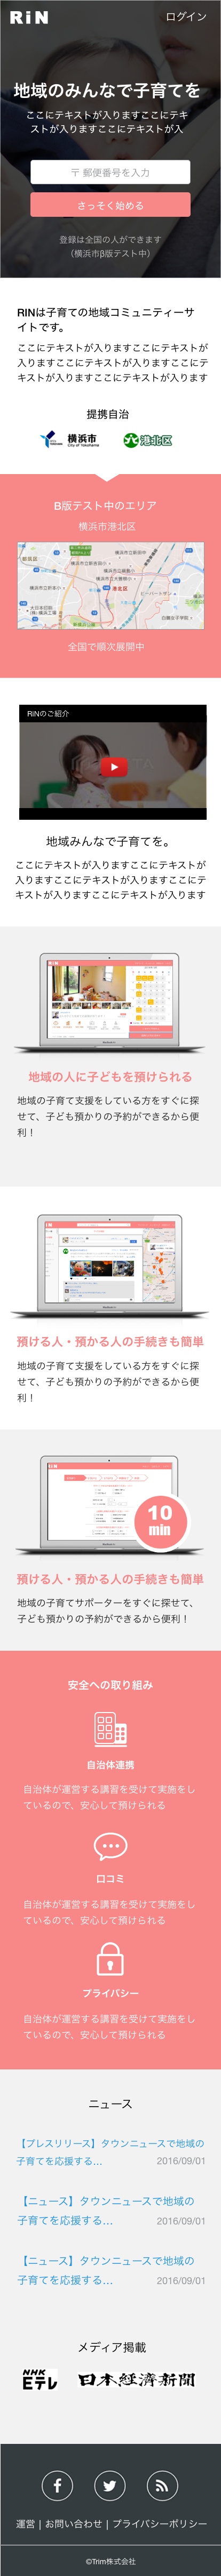 RiN
ログイン
地域のみんなで子育てを
ここにテキストが入りますここにテキ
ストが入りますここにテキストが入
〒 郵便番号を入力
さっそく始める
登録は全国の人ができます
（横浜市β版テスト中）
RINは子育ての地域コミュニティーサ
イトです。
ここにテキストが入りますここにテキストが
入りますここにテキストが入りますここにテ
キストが入りますここにテキストが入ります
提携自治
横浜市
City of Yokohama
港北区
B版テスト中のエリア
横浜市港北区
港北区
全国で順次展開中
RiNのご紹介
地域みんなで子育てを。
ここにテキストが入りますここにテキストが
入りますここにテキストが入りますここにテ
キストが入りますここにテキストが入ります
地域の人に子どもを預けられる
地域の子育て支援をしている方をすぐに探
せて、子ども預かりの予約ができるから便
利！
預ける人・預かる人の手続きも簡単
地域の子育て支援をしている方をすぐに探
せて、子ども預かりの予約ができるから便
利！
10
min
預ける人・預かる人の手続きも簡単
地域の子育てサポーターをすぐに探せて、
子ども預かりの予約ができるから便利！
安全への取り組み
自治体連携
自治体が運営する講習を受けて実施をし
ているので、安心して預けられる
口コミ
自治体が運営する講習を受けて実施をし
ているので、安心して預けられる
プライバシー
自治体が運営する講習を受けて実施をし
ているので、安心して預けられる
ニュース
【プレスリリース】タウンニュースで地域の
子育てを応援する… 2016/09/01
【ニュース】タウンニュースで地域の
子育てを応援する… 2016/09/01
【ニュース】タウンニュースで地域の
子育てを応援する… 2016/09/01
メディア掲載
NHK
Eテレ
日本経済新聞
運営 | お問い合わせ | プライバシーポリシー
©Trim株式会社